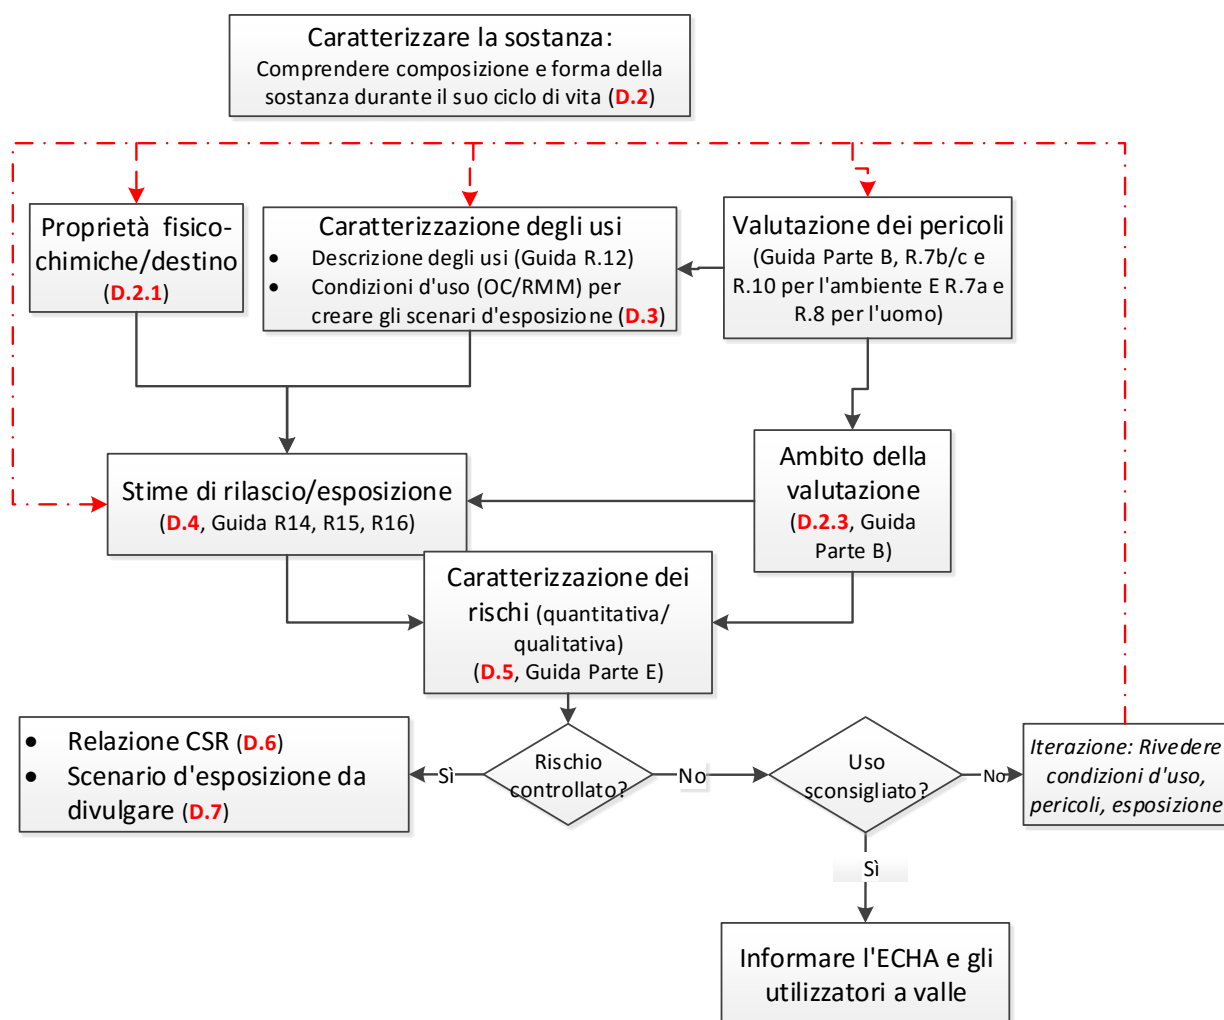 Caratterizzare la sostanza:
Comprendere composizione e forma della
sostanza durante il suo ciclo di vita (D.2)
Proprietà fisico-
chimiche/destino
(D.2.1)
Caratterizzazione degli usi
• Descrizione degli usi (Guida R.12)
• Condizioni d'uso (OC/RMM) per
creare gli scenari d'esposizione (D.3)
Valutazione dei pericoli
(Guida Parte B, R.7b/c e
R.10 per l'ambiente E R.7a e
R.8 per l'uomo)
Stime di rilascio/esposizione
(D.4, Guida R14, R15, R16)
Ambito della
valutazione
(D.2.3, Guida
Parte B)
Caratterizzazione dei
rischi (quantitativa/
qualitativa)
(D.5, Guida Parte E)
• Relazione CSR (D.6)
• Scenario d'esposizione da
divulgare (D.7)
Sì
Rischio
controllato?
No
Uso
sconsigliato?
No
Iterazione: Rivedere
condizioni d'uso,
pericoli, esposizione
Sì
Informare l'ECHA e gli
utilizzatori a valle